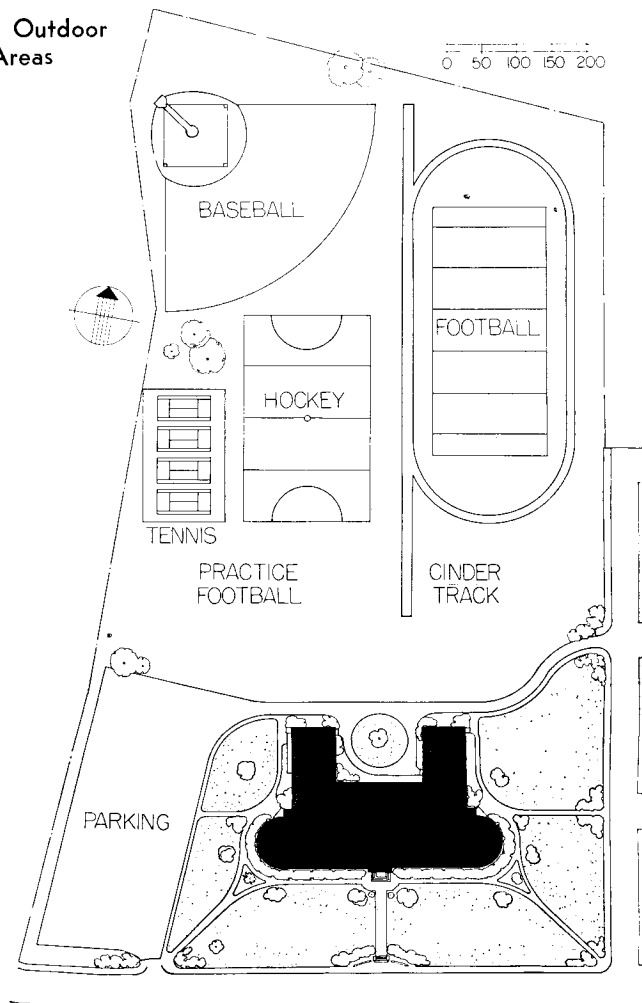 Outdoor
Areas
0 50 100 150 200
BASEBALL
FOOTBALL
HOCKEY
TENNIS
PRACTICE
FOOTBALL
CINDER
TRACK
PARKING